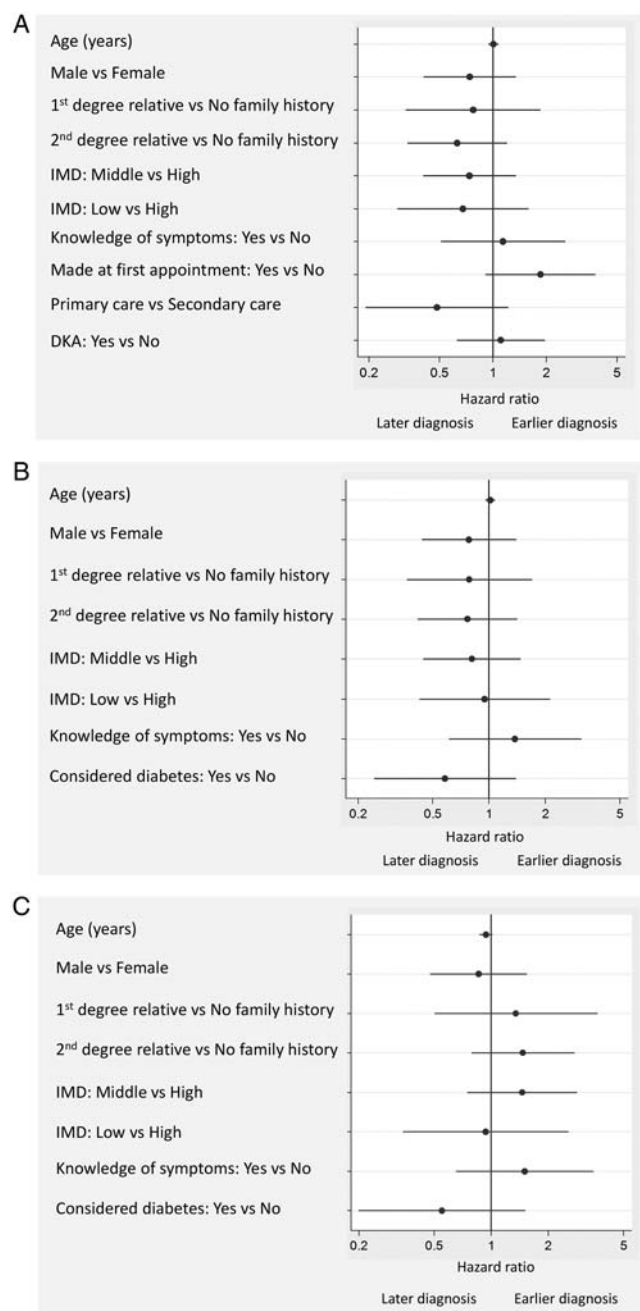 A
Age (years)
Male vs Female
1st degree relative vs No family history
2nd degree relative vs No family history
IMD: Middle vs High
IMD: Low vs High
Knowledge of symptoms: Yes vs No
Made at first appointment: Yes vs No
Primary care vs Secondary care
DKA: Yes vs No
0.2 0.5 1 2 5
Hazard ratio
Later diagnosis Earlier diagnosis
B
Age (years)
Male vs Female
1st degree relative vs No family history
2nd degree relative vs No family history
IMD: Middle vs High
IMD: Low vs High
Knowledge of symptoms: Yes vs No
Considered diabetes: Yes vs No
0.2 0.5 1 2 5
Hazard ratio
Later diagnosis Earlier diagnosis
C
Age (years)
Male vs Female
1st degree relative vs No family history
2nd degree relative vs No family history
IMD: Middle vs High
IMD: Low vs High
Knowledge of symptoms: Yes vs No
Considered diabetes: Yes vs No
0.2 0.5 1 2 5
Hazard ratio
Later diagnosis Earlier diagnosis